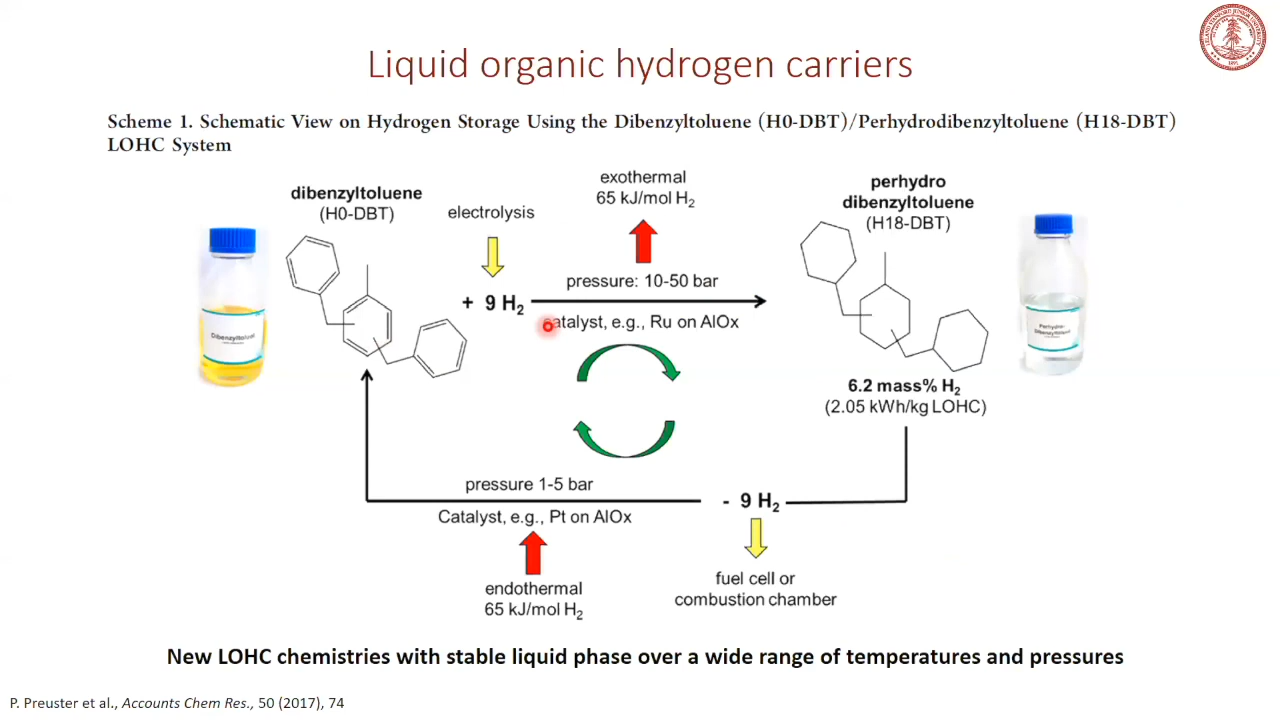 Liquid organic hydrogen carriers
Scheme 1. Schematic View on Hydrogen Storage Using the Dibenzyltoluene (H0-DBT)/Perhydrodibenzyltoluene (H18-DBT)
LOHC System
dibenzyltoluene
(H0-DBT)
electrolysis
exothermal
65 kJ/mol H₂
perhydro
dibenzyltoluene
(H18-DBT)
+ 9 H₂
pressure: 10-50 bar
catalyst, e.g., Ru on AlOx
6.2 mass% H₂
(2.05 kWh/kg LOHC)
pressure 1-5 bar
Catalyst, e.g., Pt on AlOx
- 9 H₂
endothermal
65 kJ/mol H₂
fuel cell or
combustion chamber
New LOHC chemistries with stable liquid phase over a wide range of temperatures and pressures
P. Preuster et al., Accounts Chem Res., 50 (2017), 74